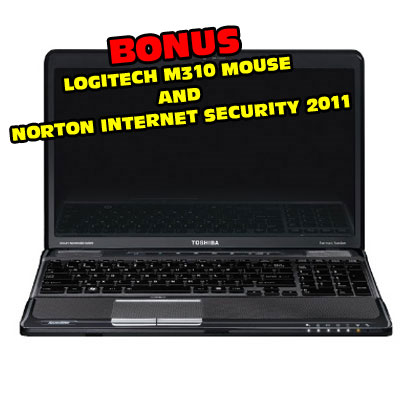 BONUS
LOGITECH M310 MOUSE
AND
NORTON INTERNET SECURITY 2011
TOSHIBA